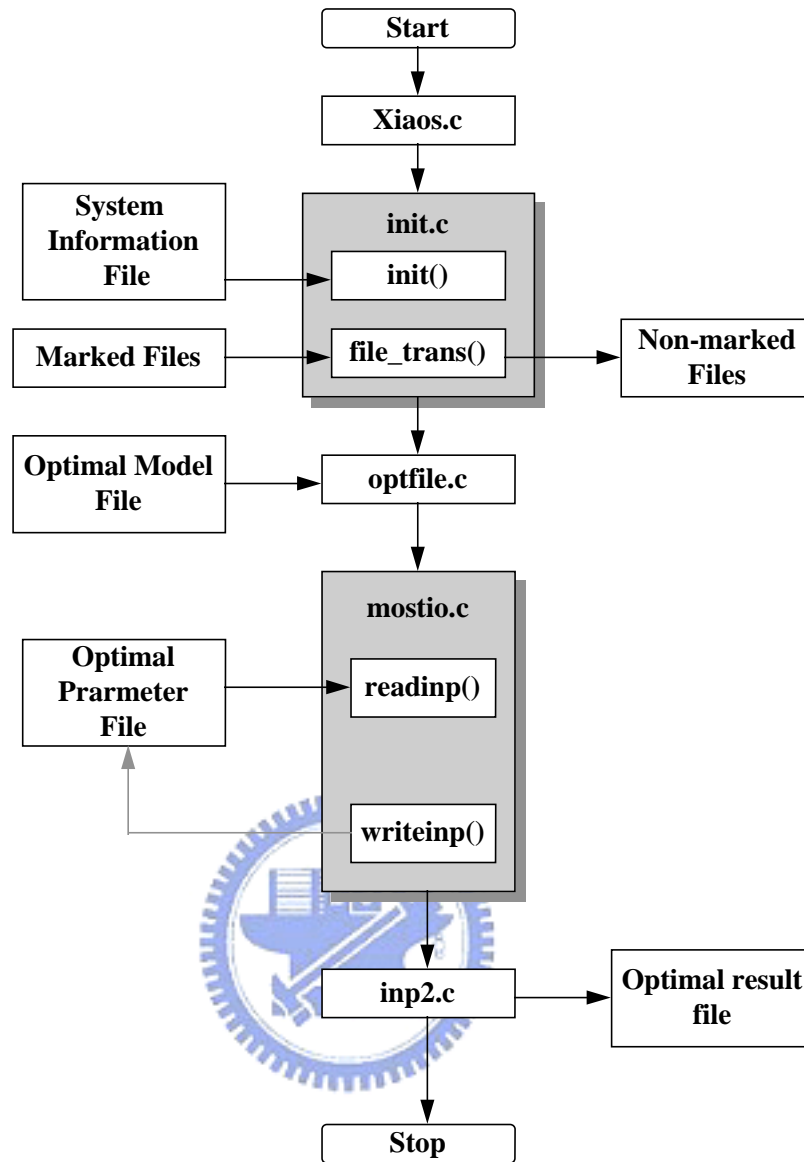 Start
Xiaos.c
System
Information
File
init.c
init()
Marked Files
file_trans()
Non-marked
Files
Optimal Model
File
optfile.c
mostio.c
Optimal
Prarmeter
File
readinp()
writeinp()
inp2.c
Optimal result
file
Stop